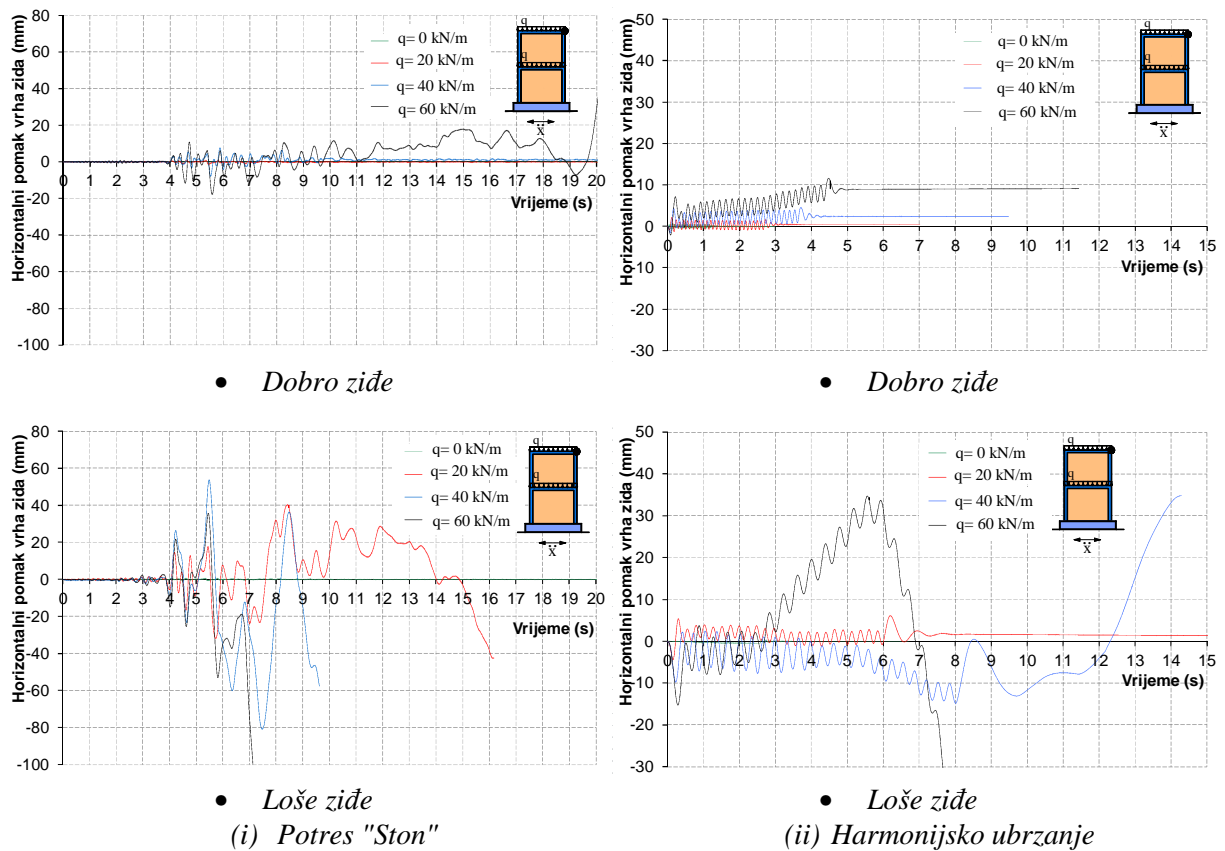 Horizontalni pomak vrha zida (mm)
80
60
40
20
0
-20
-40
-60
-80
-100
0 1 2 3 4 5 6 7 8 9 10 11 12 13 14 15 16 17 18 19 20
Vrijeme (s)
q= 0 kN/m
q= 20 kN/m
q= 40 kN/m
q= 60 kN/m
q
q
ẍ
• Dobro ziđe
Horizontalni pomak vrha zida (mm)
50
40
30
20
10
0
-10
-20
-30
0 1 2 3 4 5 6 7 8 9 10 11 12 13 14 15
Vrijeme (s)
q= 0 kN/m
q= 20 kN/m
q= 40 kN/m
q= 60 kN/m
q
q
ẍ
• Dobro ziđe
Horizontalni pomak vrha zida (mm)
80
60
40
20
0
-20
-40
-60
-80
-100
0 1 2 3 4 5 6 7 8 9 10 11 12 13 14 15 16 17 18 19 20
Vrijeme (s)
q= 0 kN/m
q= 20 kN/m
q= 40 kN/m
q= 60 kN/m
q
q
ẍ
• Loše ziđe
(i) Potres "Ston"
Horizontalni pomak vrha zida (mm)
50
40
30
20
10
0
-10
-20
-30
0 1 2 3 4 5 6 7 8 9 10 11 12 13 14 15
Vrijeme (s)
q= 0 kN/m
q= 20 kN/m
q= 40 kN/m
q= 60 kN/m
q
q
ẍ
• Loše ziđe
(ii) Harmonijsko ubrzanje